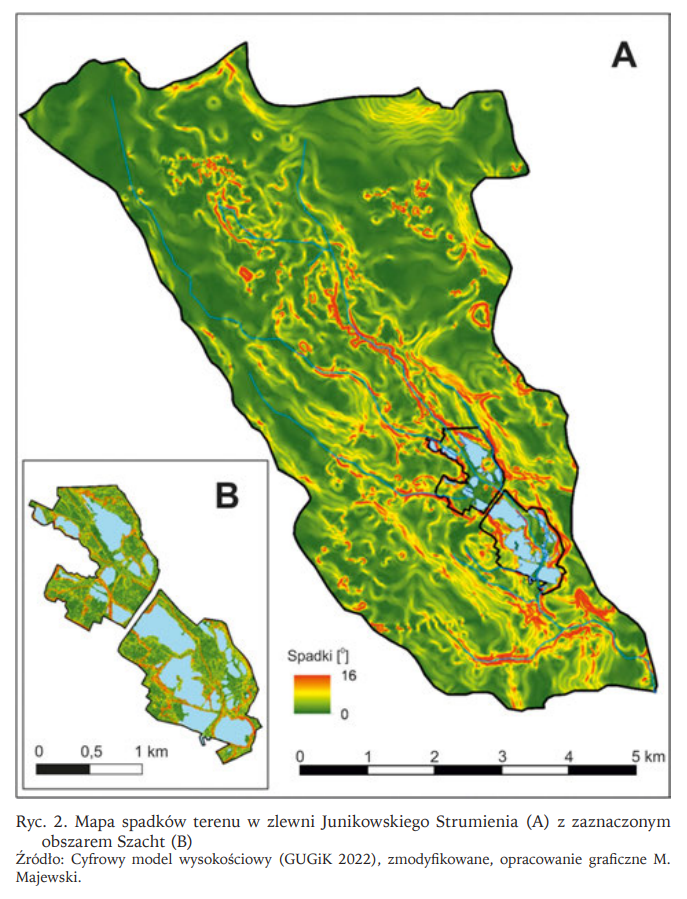 A
B
Spadki [°]
16
0
0 0,5 1 km
0 1 2 3 4 5 km
Ryc. 2. Mapa spadków terenu w zlewni Junikowskiego Strumienia (A) z zaznaczonym
obszarem Szacht (B)
Źródło: Cyfrowy model wysokościowy (GUGiK 2022), zmodyfikowane, opracowanie graficzne M.
Majewski.